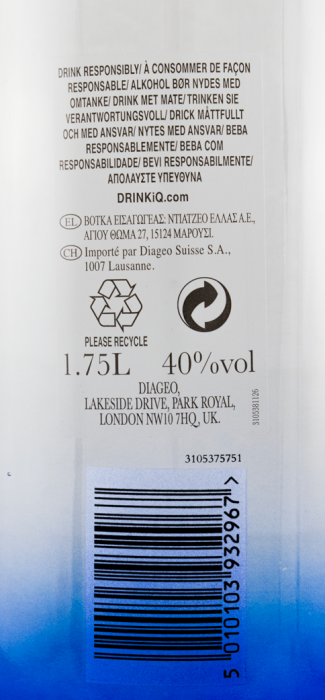 DRINK RESPONSIBLY/ À CONSOMMER DE FAÇON
RESPONSABLE/ ALKOHOL BØR NYDES MED
OMTANKE/ DRINK MET MATE/ TRINKEN SIE
VERANTWORTUNGSVOLL/ DRICK MÅTTFULLT
OCH MED ANSVAR/ NYTES MED ANSVAR/ BEBA
RESPONSABLEMENTE/ BEBA COM
RESPONSABILIDADE/ BEVI RESPONSABILMENTE/
ΑΠΟΛΑΥΣΤΕ ΥΠΕΥΘΥΝΑ
DRINKiQ.com
EL ΒΟΤΚΑ ΕΙΣΑΓΩΓΕΑΣ: ΝΤΙΑΤΖΕΟ ΕΛΛΑΣ Α.Ε.,
ΑΓΙΟΥ ΘΩΜΑ 27, 15124 ΜΑΡΟΥΣΙ.
CH Importé par Diageo Suisse S.A.,
1007 Lausanne.
PLEASE RECYCLE
1.75L 40%vol
DIAGEO,
LAKESIDE DRIVE, PARK ROYAL,
LONDON NW10 7HQ, UK.
3105381126
3105375751
5 010103 932967 >